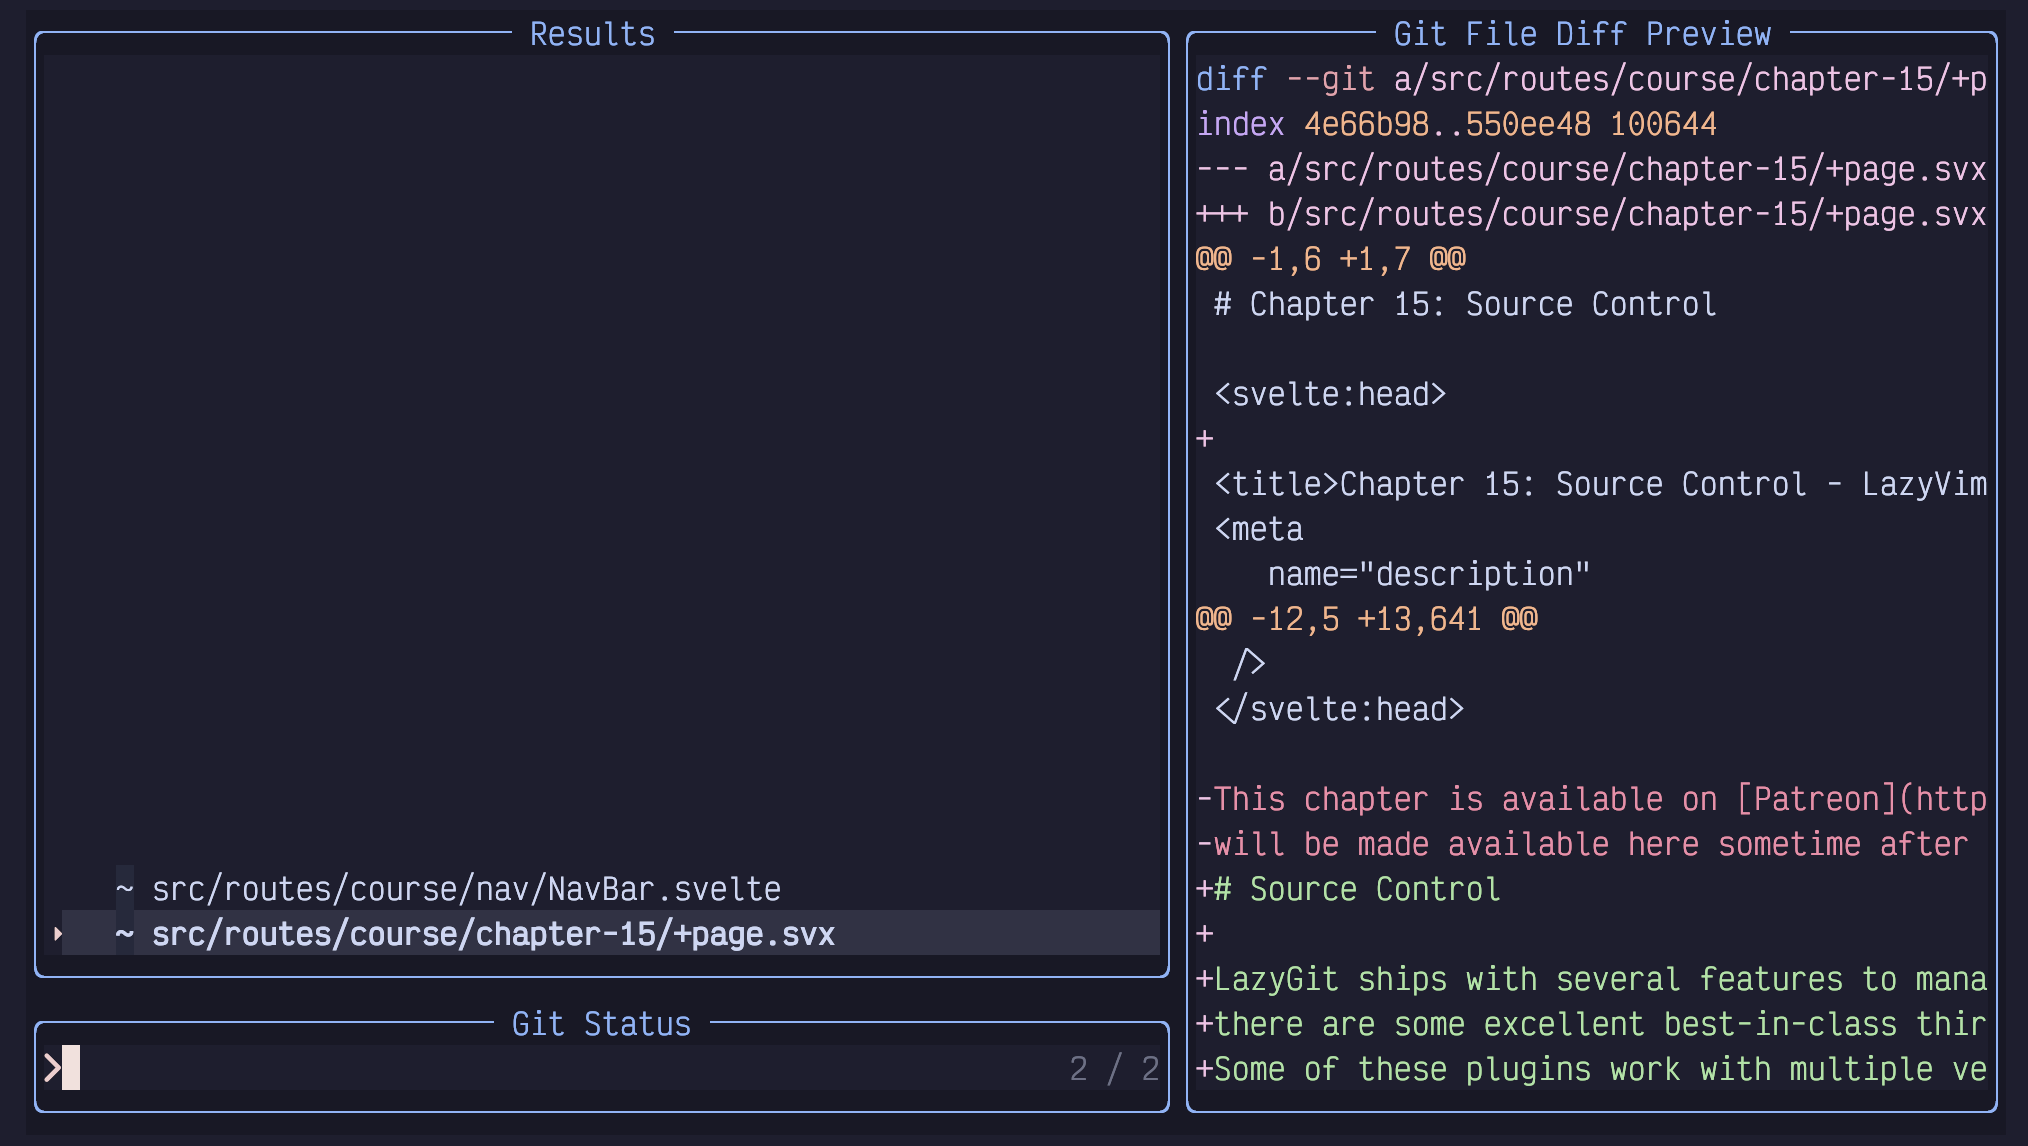 Results
~ src/routes/course/nav/NavBar.svelte
~ src/routes/course/chapter-15/+page.svx
Git Status
> 2 / 2
Git File Diff Preview
diff --git a/src/routes/course/chapter-15/+p
index 4e66b98..550ee48 100644
--- a/src/routes/course/chapter-15/+page.svx
+++ b/src/routes/course/chapter-15/+page.svx
@@ -1,6 +1,7 @@
 # Chapter 15: Source Control
 <svelte:head>
+
 <title>Chapter 15: Source Control - LazyVim
 <meta
    name="description"
@@ -12,5 +13,641 @@
  />
 </svelte:head>
-This chapter is available on [Patreon](http
-will be made available here sometime after
+# Source Control
+
+LazyGit ships with several features to mana
+there are some excellent best-in-class thir
+Some of these plugins work with multiple ve